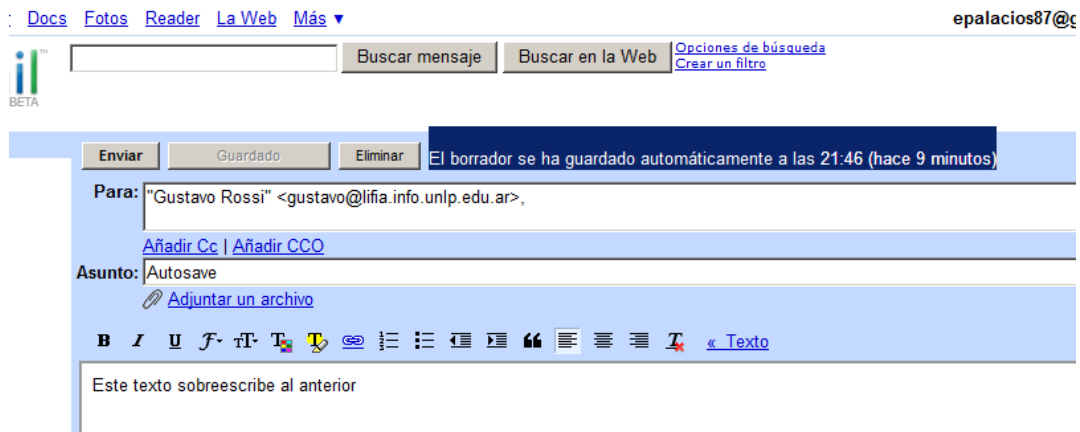 : Docs Fotos Reader La Web Más ▼ epalacios87@g
il™
BETA
Buscar mensaje Buscar en la Web Opciones de búsqueda
Crear un filtro
Enviar Guardado Eliminar El borrador se ha guardado automáticamente a las 21:46 (hace 9 minutos)
Para: "Gustavo Rossi" <gustavo@lifia.info.unlp.edu.ar>,
Añadir Cc | Añadir CCO
Asunto: Autosave
Adjuntar un archivo
B I U F TT T T T « Texto
Este texto sobreescribe al anterior